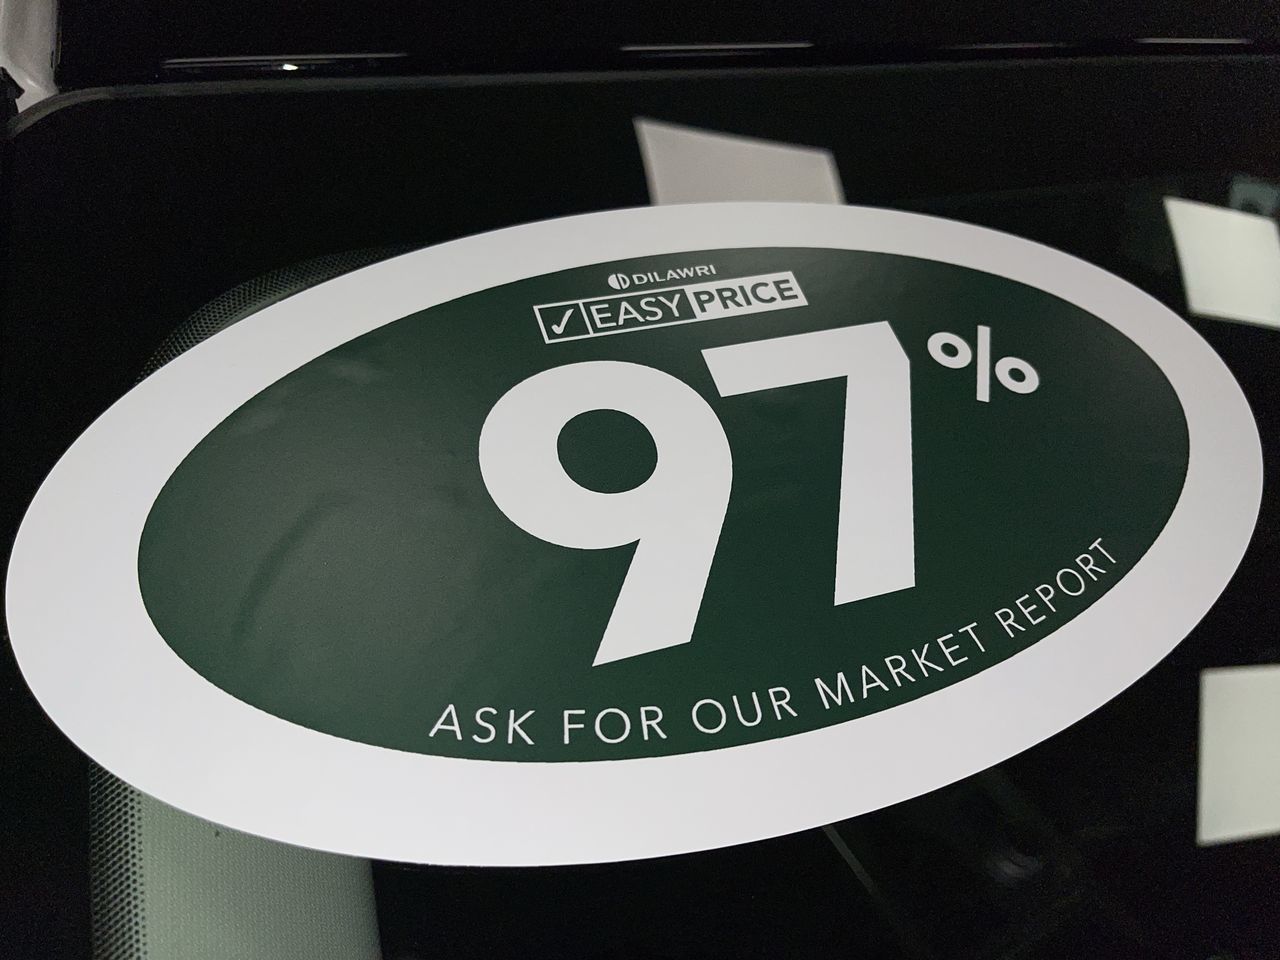 DILAWRI
✓ EASY PRICE
97%
ASK FOR OUR MARKET REPORT